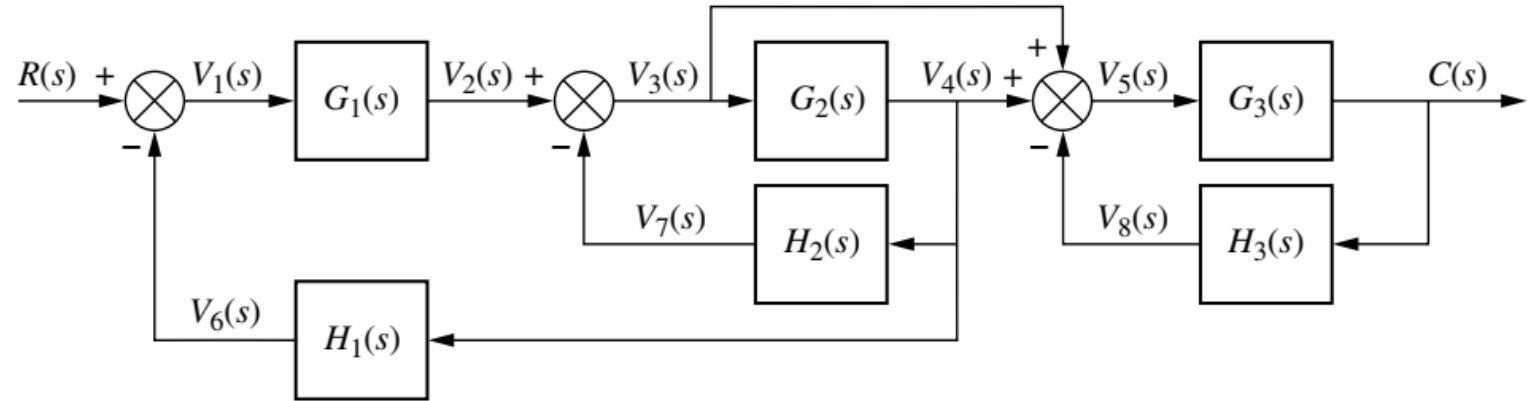 +
R(s) + V₁(s) G₁(s) V₂(s) + V₃(s) G₂(s) V₄(s) + V₅(s) G₃(s) C(s)
− − −
V₇(s) H₂(s) V₈(s) H₃(s)
V₆(s) H₁(s)